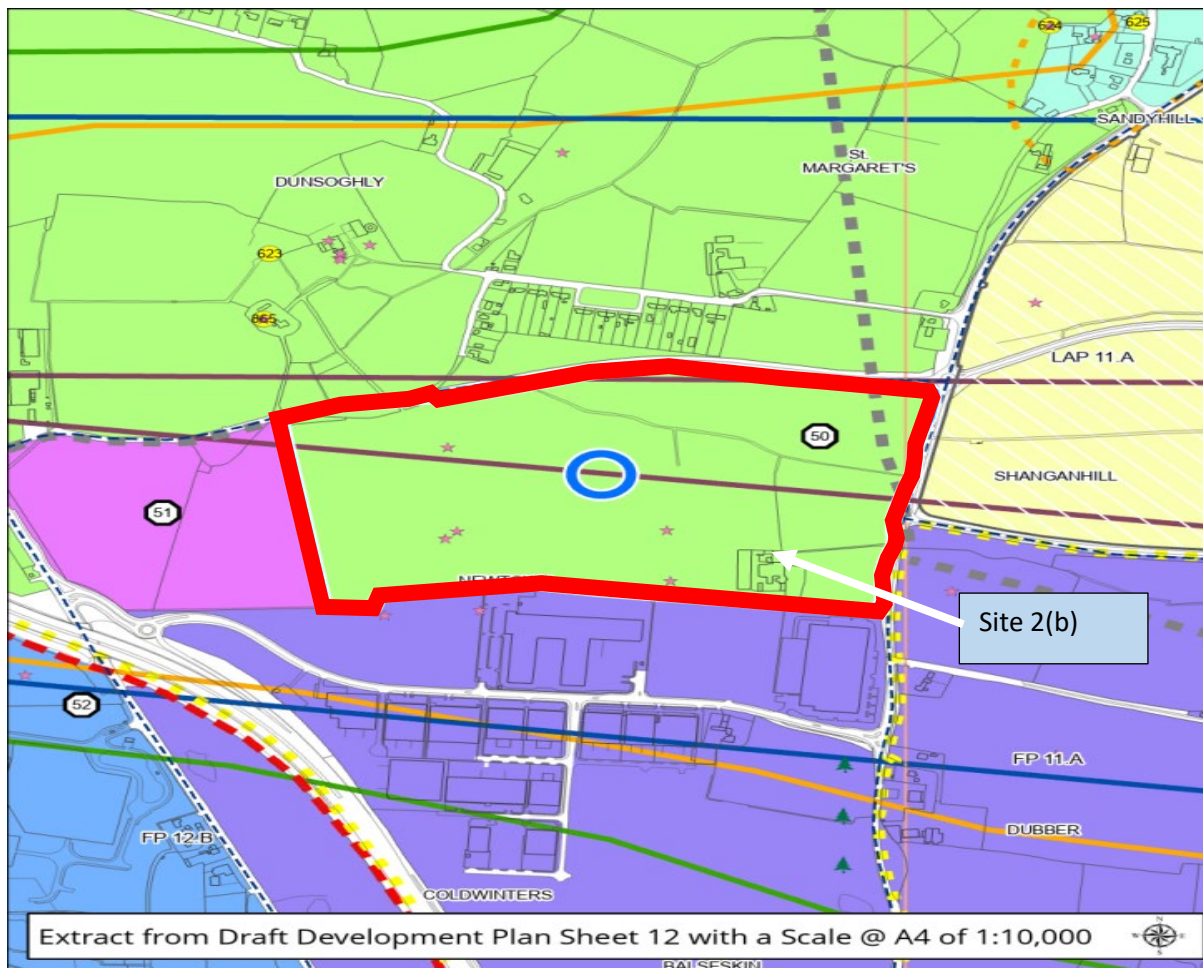 624
625
SANDYHILL
St.
MARGARET'S
DUNSOGHLY
623
865
LAP 11.A
50
SHANGANHILL
51
Site 2(b)
52
FP 11.A
FP 12.B
DUBBER
COLDWINTERS
Extract from Draft Development Plan Sheet 12 with a Scale @ A4 of 1:10,000
N
W
E
S
BALSESKIN